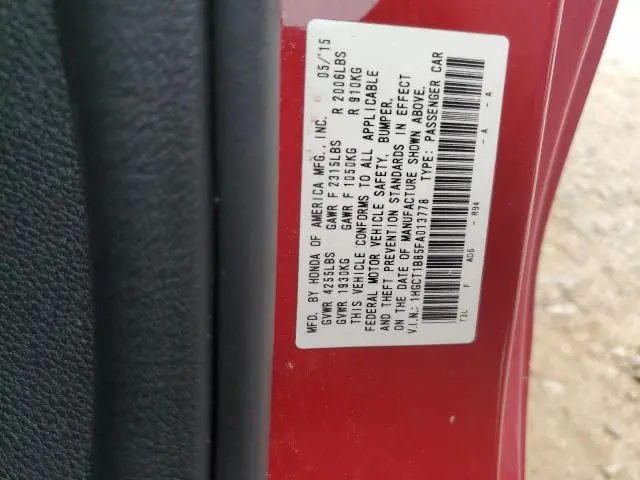 MFD. BY HONDA OF AMERICA MFG., INC. 05/'15
GVWR 4255LBS GAWR F 2315LBS R 2006LBS
GVWR 1930KG GAWR F 1050KG R 910KG
THIS VEHICLE CONFORMS TO ALL APPLICABLE
FEDERAL MOTOR VEHICLE SAFETY, BUMPER,
AND THEFT PREVENTION STANDARDS IN EFFECT
ON THE DATE OF MANUFACTURE SHOWN ABOVE.
V.I.N.: 1HGCT1B85FA013778 TYPE: PASSENGER CAR
F AD6 - R94 - A - A
T3L